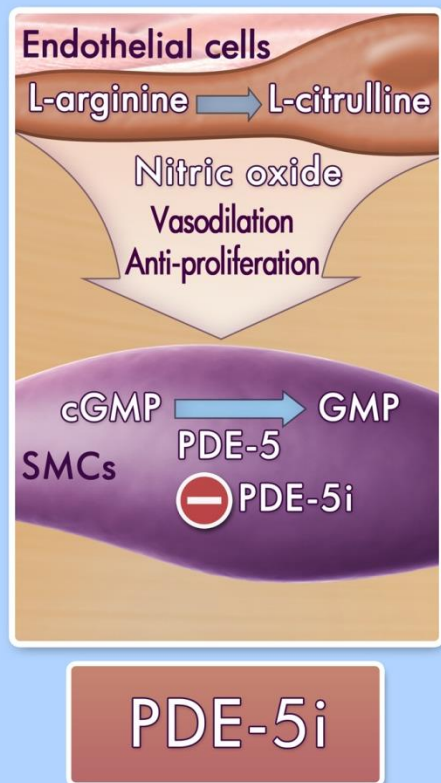 Endothelial cells
L-arginine L-citrulline
Nitric oxide
Vasodilation
Anti-proliferation
cGMP GMP
PDE-5
SMCs
PDE-5i
PDE-5i